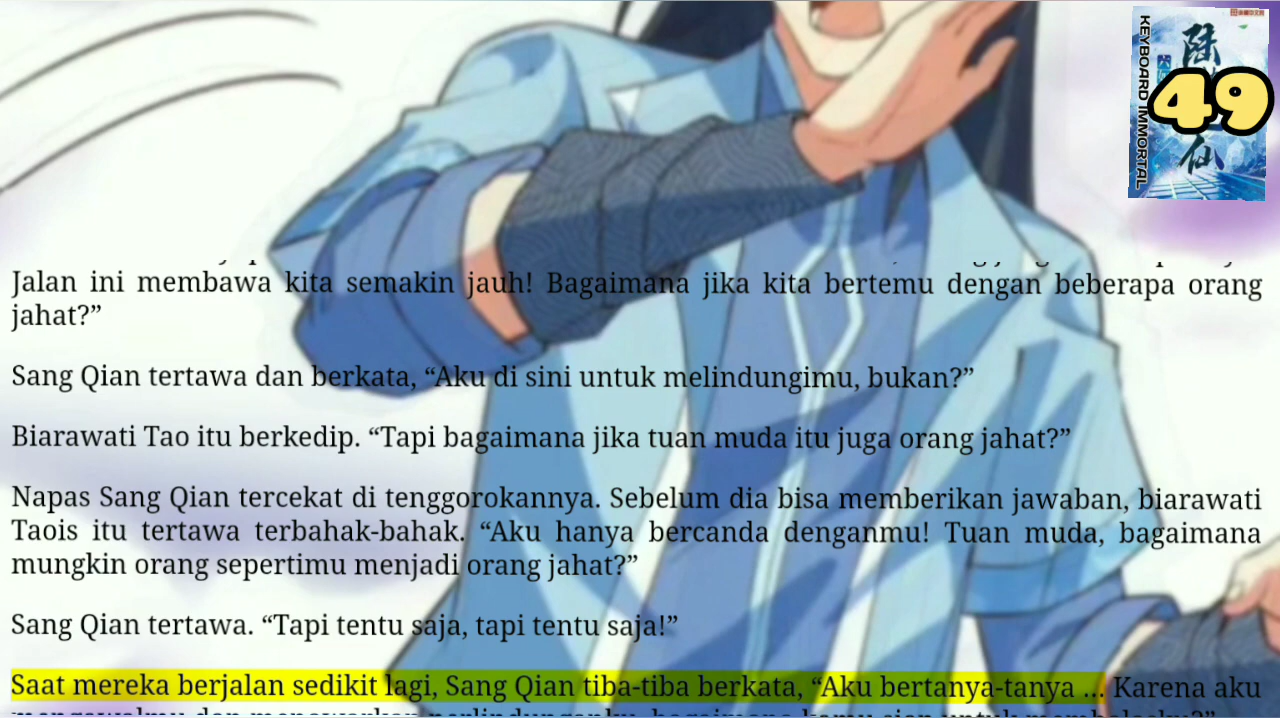 KEYBOARD IMMORTAL
49
仙
Jalan ini membawa kita semakin jauh! Bagaimana jika kita bertemu dengan beberapa orang
jahat?”
Sang Qian tertawa dan berkata, “Aku di sini untuk melindungimu, bukan?”
Biarawati Tao itu berkedip. “Tapi bagaimana jika tuan muda itu juga orang jahat?”
Napas Sang Qian tercekat di tenggorokannya. Sebelum dia bisa memberikan jawaban, biarawati
Taois itu tertawa terbahak-bahak. “Aku hanya bercanda denganmu! Tuan muda, bagaimana
mungkin orang sepertimu menjadi orang jahat?”
Sang Qian tertawa. “Tapi tentu saja, tapi tentu saja!”
Saat mereka berjalan sedikit lagi, Sang Qian tiba-tiba berkata, “Aku bertanya-tanya ... Karena aku